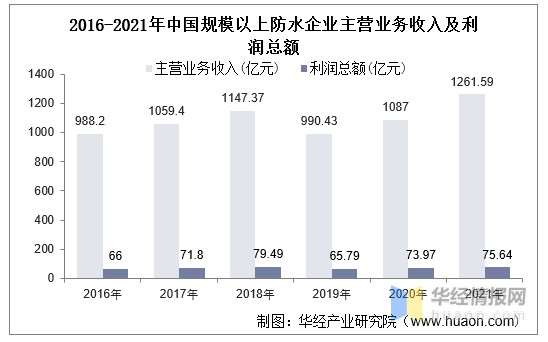 2016-2021年中国规模以上防水企业主营业务收入及利
润总额
主营业务收入(亿元) 利润总额(亿元)
1400
1200
1000
800
600
400
200
0
988.2 1059.4 1147.37 990.43 1087 1261.59
66 71.8 79.49 65.79 73.97 75.64
2016年 2017年 2018年 2019年 2020年 2021年
华经情报网
huaon.com
制图：华经产业研究院（www.huaon.com)